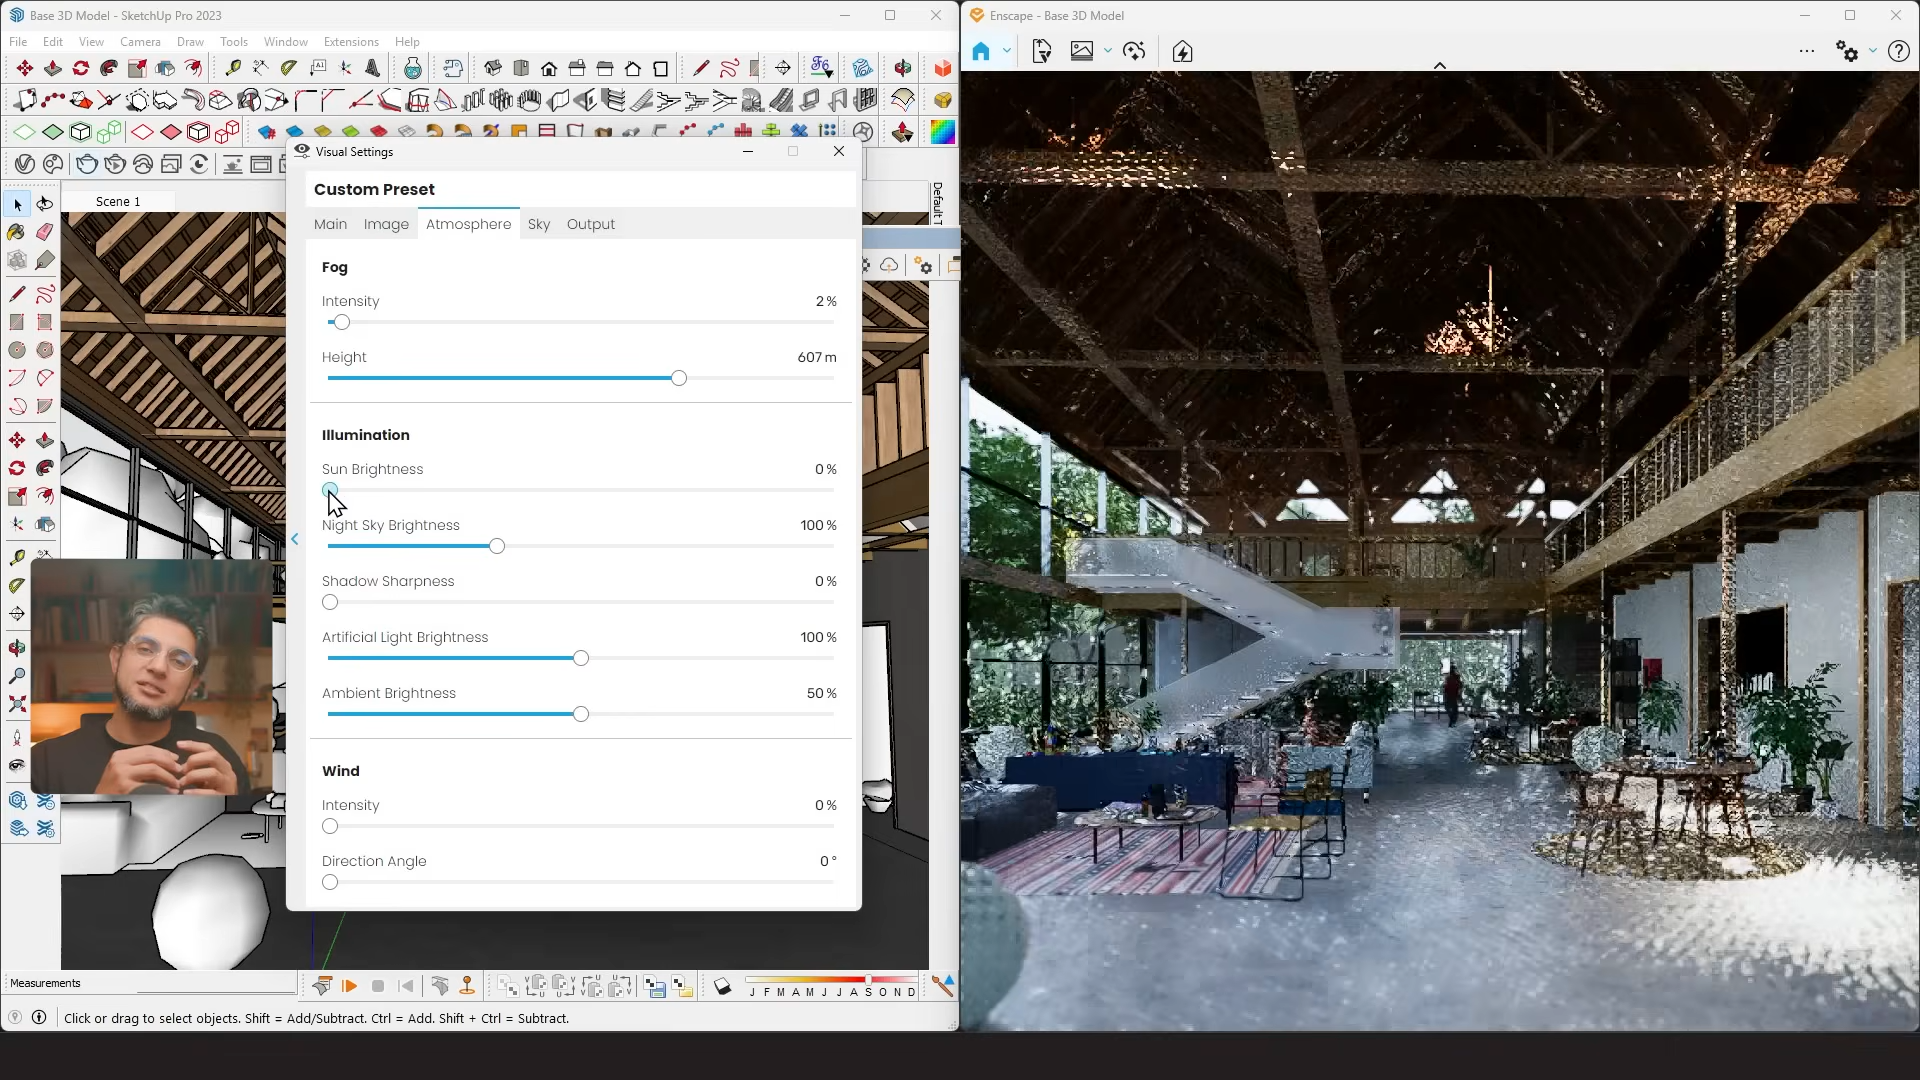 Base 3D Model - SketchUp Pro 2023
File Edit View Camera Draw Tools Window Extensions Help
Scene 1
Visual Settings
Custom Preset
Main Image Atmosphere Sky Output
Fog
Intensity 2 %
Height 607 m
Illumination
Sun Brightness 0 %
Night Sky Brightness 100 %
Shadow Sharpness 0 %
Artificial Light Brightness 100 %
Ambient Brightness 50 %
Wind
Intensity 0 %
Direction Angle 0 °
Default T
Measurements
J F M A M J J A S O N D
Click or drag to select objects. Shift = Add/Subtract. Ctrl = Add. Shift + Ctrl = Subtract.
Enscape - Base 3D Model